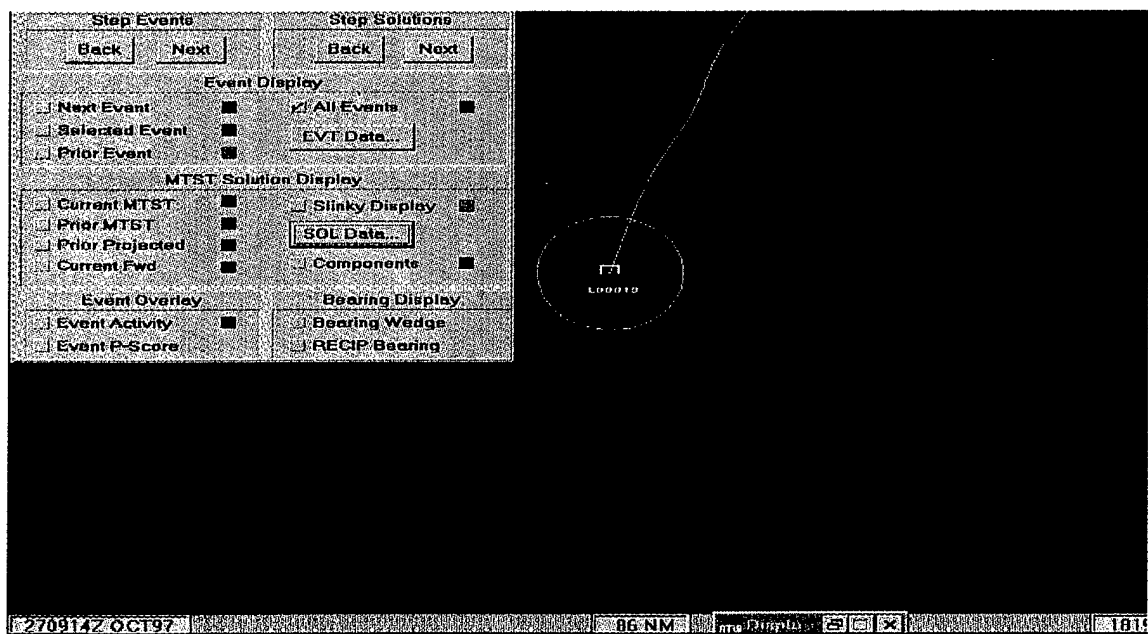 Step Events
Step Solutions
Back Next
Back Next
Event Display
Next Event
All Events
Selected Event
EVT Data...
Prior Event
MTST Solution Display
Current MTST
Slinky Display
Prior MTST
SOL Data...
Prior Projected
Current Fwd
Components
Event Overlay
Bearing Display
Event Activity
Bearing Wedge
Event P-Score
RECIP Bearing
270914Z OCT97
86 NM